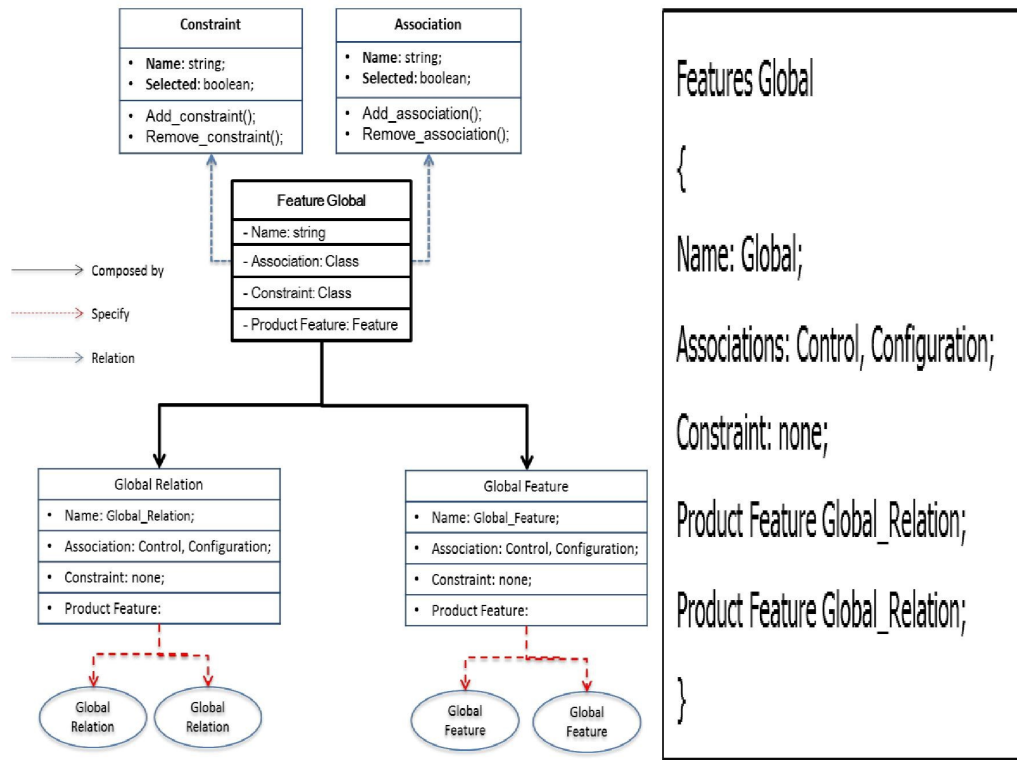 Constraint
• Name: string;
• Selected: boolean;
• Add_constraint();
• Remove_constraint();
Association
• Name: string;
• Selected: boolean;
• Add_association();
• Remove_association();
Feature Global
- Name: string
- Association: Class
- Constraint: Class
- Product Feature: Feature
Composed by
Specify
Relation
Global Relation
• Name: Global_Relation;
• Association: Control, Configuration;
• Constraint: none;
• Product Feature:
Global
Relation
Global
Relation
Global Feature
• Name: Global_Feature;
• Association: Control, Configuration;
• Constraint: none;
• Product Feature:
Global
Feature
Global
Feature
Features Global
{
Name: Global;
Associations: Control, Configuration;
Constraint: none;
Product Feature Global_Relation;
Product Feature Global_Relation;
}